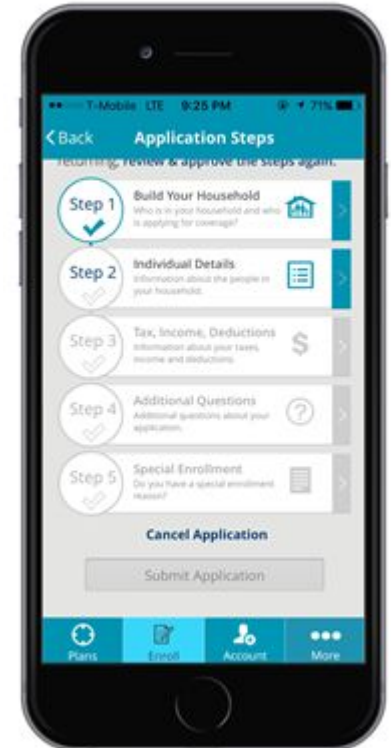 T-Mobile LTE 9:25 PM 71%
Back Application Steps
returning, review & approve the steps again.
Step 1
Build Your Household
Who is in your household and who
is applying for coverage?
Step 2
Individual Details
Information about the people in
your household.
Step 3
Tax, Income, Deductions
Information about your taxes,
income and deductions.
Step 4
Additional Questions
Additional questions about your
application.
Step 5
Special Enrollment
Do you have a special enrollment
reason?
Cancel Application
Submit Application
Plans Enroll Account More